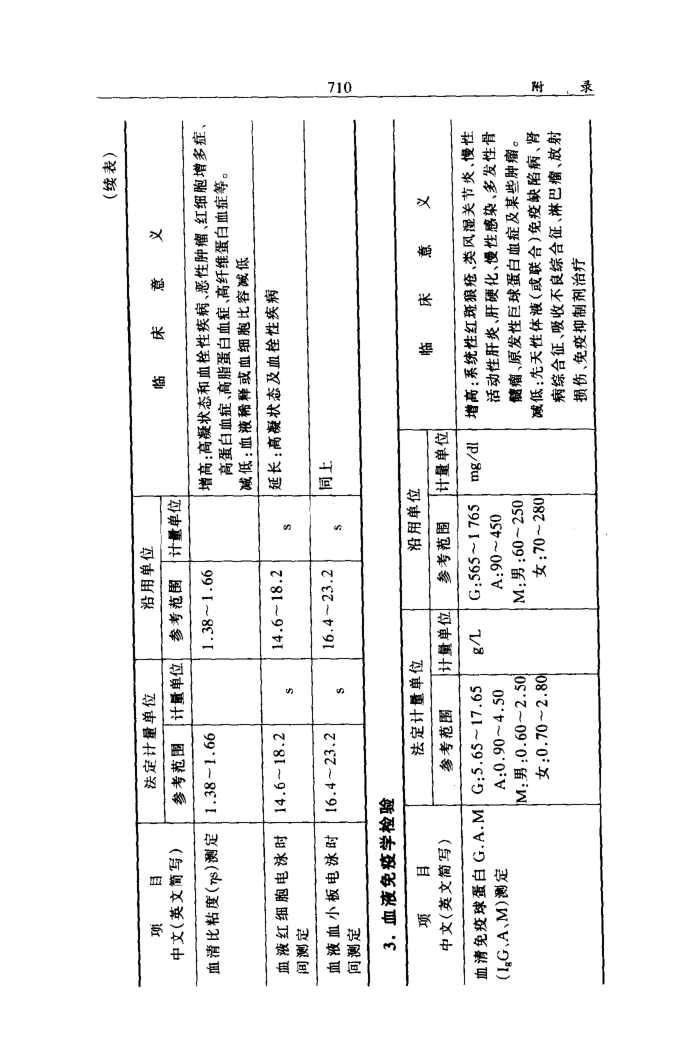 710
附 录
(续表)
项 目
中文(英文简写)
法定计量单位
参考范围
计量单位
沿用单位
参考范围
计量单位
临 床 意 义
血清比粘度(ηs)测定
1.38～1.66
1.38～1.66
增高:高凝状态和血栓性疾病、恶性肿瘤、红细胞增多症、
高蛋白血症、高脂蛋白血症、高纤维蛋白血症等。
减低:血液稀释或血细胞比容减低
血液红细胞电泳时
间测定
14.6～18.2
s
14.6～18.2
s
延长:高凝状态及血栓性疾病
血液血小板电泳时
间测定
16.4～23.2
s
16.4～23.2
s
同上
3. 血液免疫学检验
项 目
中文(英文简写)
法定计量单位
参考范围
计量单位
沿用单位
参考范围
计量单位
临 床 意 义
血清免疫球蛋白 G.A.M
(IgG.A、M)测定
G:5.65～17.65
A:0.90～4.50
M:男:0.60～2.50
女:0.70～2.80
g/L
G:565～1 765
A:90～450
M:男:60～250
女:70～280
mg/dl
增高:系统性红斑狼疮、类风湿关节炎、慢性
活动性肝炎、肝硬化、慢性感染、多发性骨
髓瘤、原发性巨球蛋白血症及某些肿瘤。
减低:先天性体液(或联合)免疫缺陷病、肾
病综合征、吸收不良综合征、淋巴瘤、放射
损伤、免疫抑制剂治疗